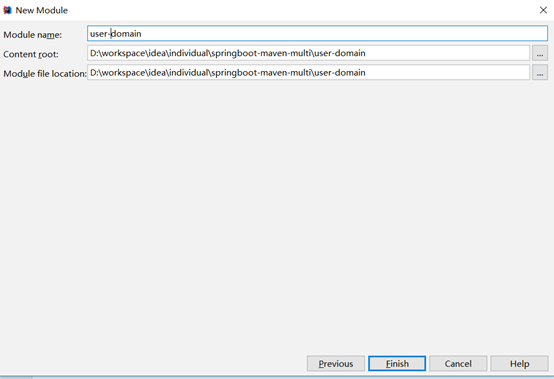 New Module
Module name: user-domain
Content root: D:\workspace\idea\individual\springboot-maven-multi\user-domain ...
Module file location: D:\workspace\idea\individual\springboot-maven-multi\user-domain ...
Previous Finish Cancel Help